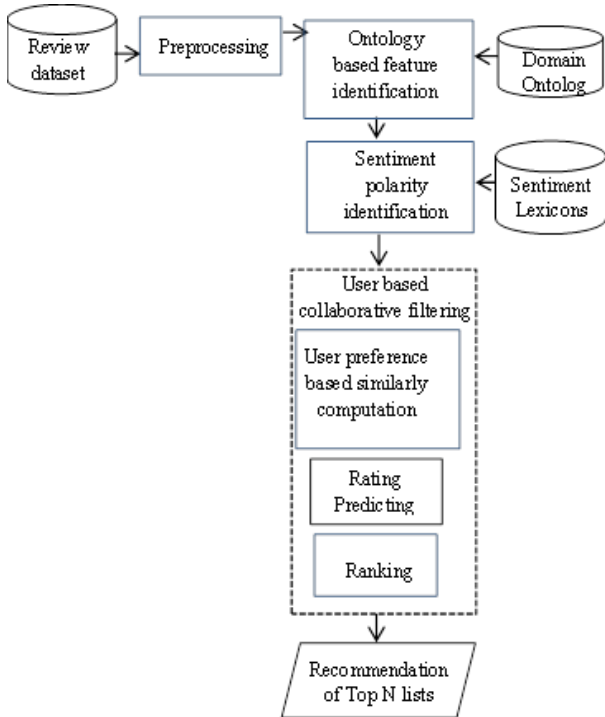 Review
dataset
Preprocessing
Ontology
based feature
identification
Domain
Ontolog
Sentiment
polarity
identification
Sentiment
Lexicons
User based
collaborative filtering
User preference
based similarly
computation
Rating
Predicting
Ranking
Recommendation
of Top N lists